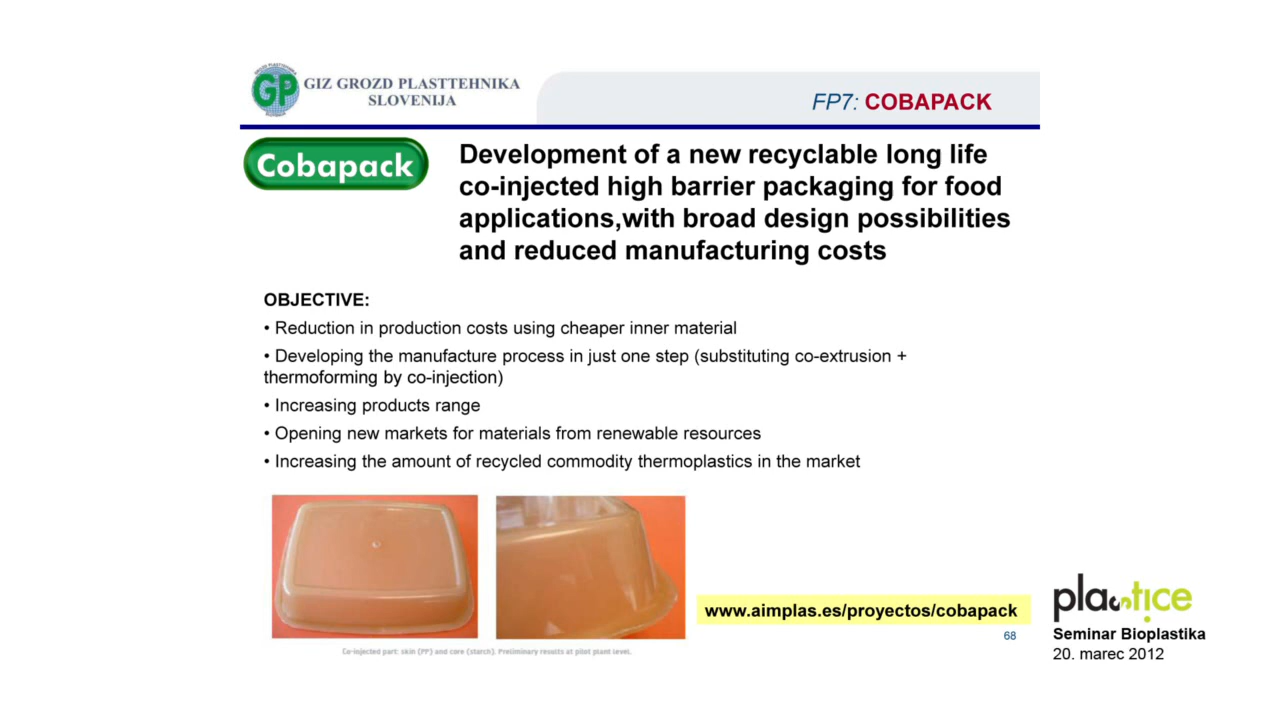 GP
GIZ GROZD PLASTTEHNIKA
SLOVENIJA
FP7: COBAPACK
Cobapack
Development of a new recyclable long life
co-injected high barrier packaging for food
applications,with broad design possibilities
and reduced manufacturing costs
OBJECTIVE:
• Reduction in production costs using cheaper inner material
• Developing the manufacture process in just one step (substituting co-extrusion +
thermoforming by co-injection)
• Increasing products range
• Opening new markets for materials from renewable resources
• Increasing the amount of recycled commodity thermoplastics in the market
www.aimplas.es/proyectos/cobapack
68
Co-injected part: skin (PP) and core (starch). Preliminary results at pilot plant level.
plastice
Seminar Bioplastika
20. marec 2012